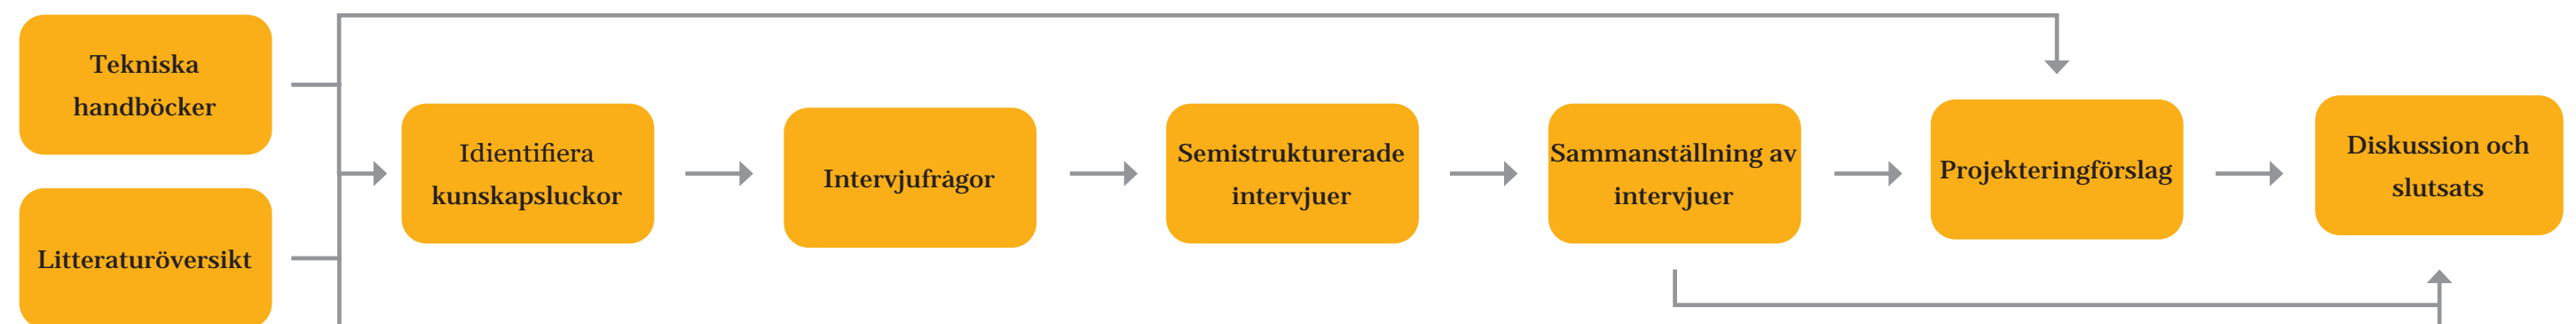 Tekniska
handböcker
Litteraturöversikt
Idientifiera
kunskapsluckor
Intervjufrågor
Semistrukturerade
intervjuer
Sammanställning av
intervjuer
Projekteringförslag
Diskussion och
slutsats